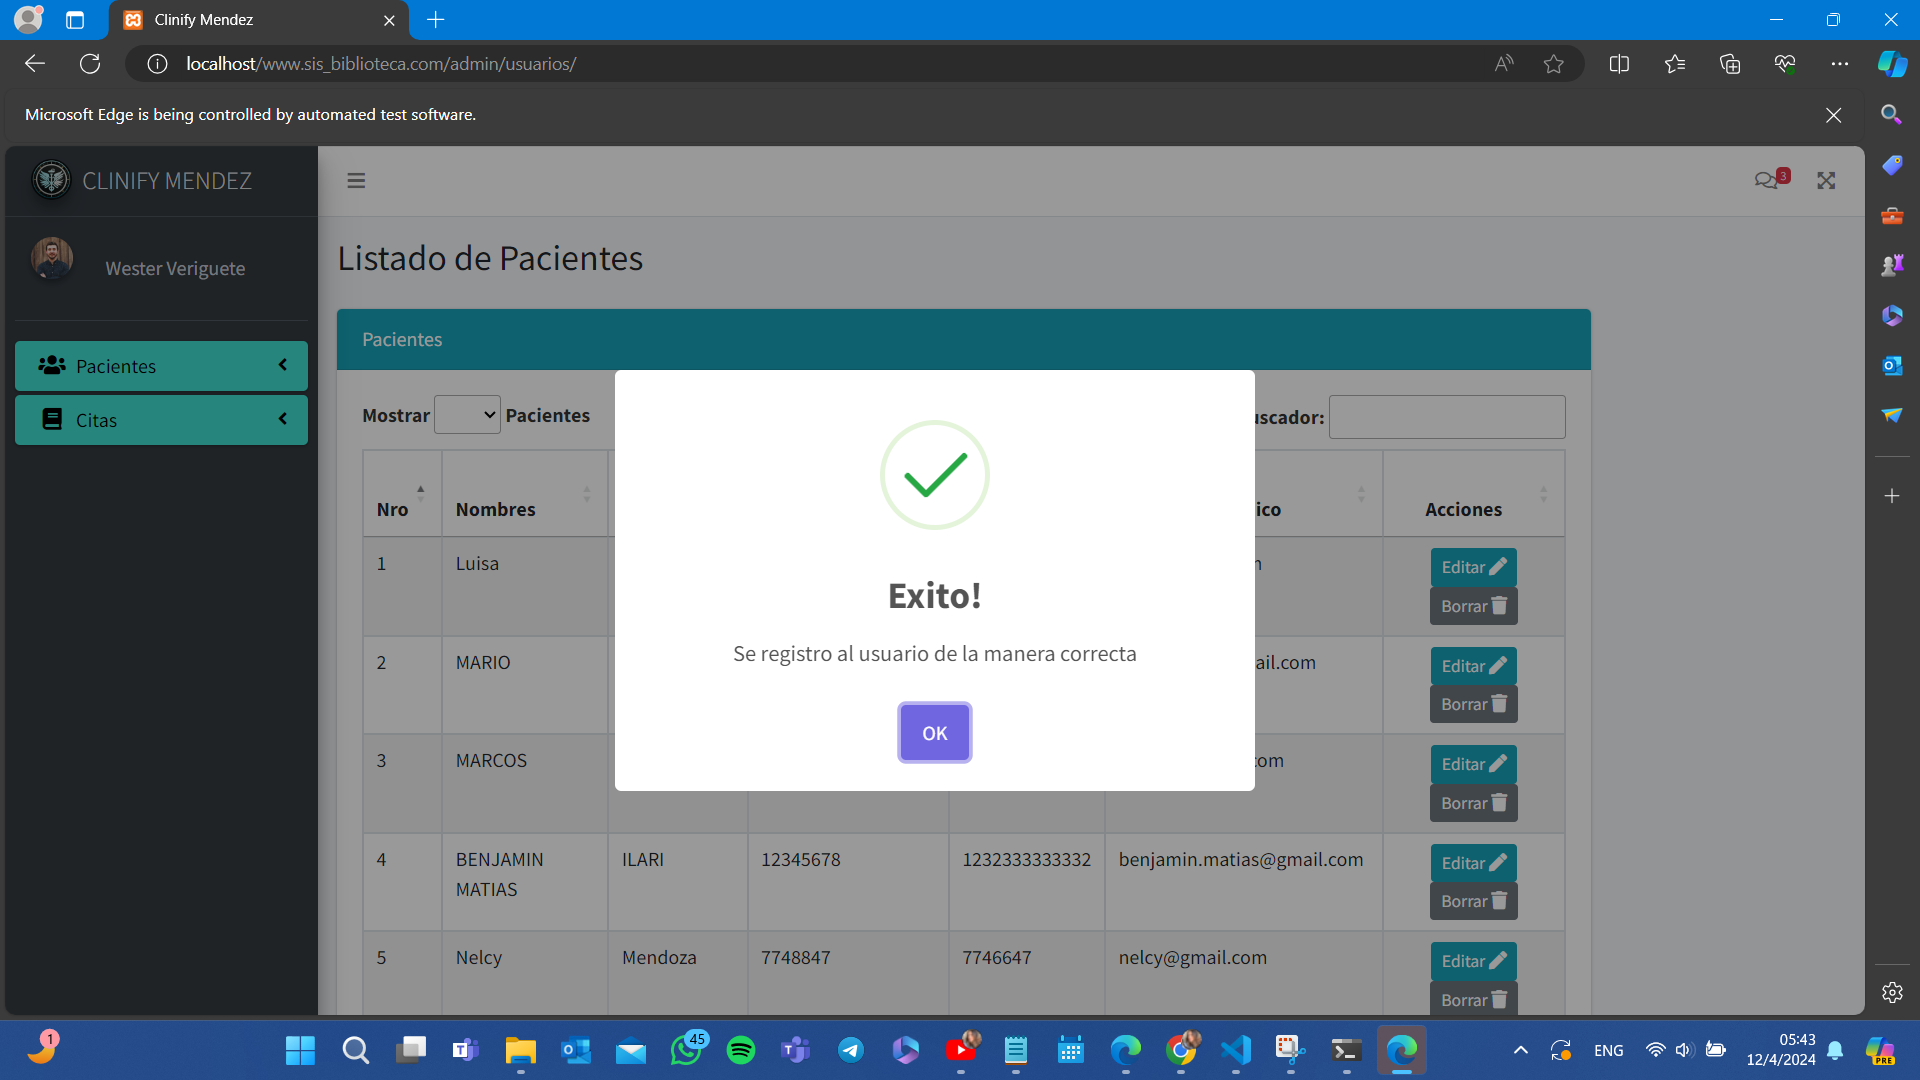 Clinify Mendez
localhost/www.sis_biblioteca.com/admin/usuarios/
Microsoft Edge is being controlled by automated test software.
CLINIFY MENDEZ
3
Wester Veriguete
Listado de Pacientes
Pacientes
Pacientes
Citas
Mostrar Pacientes
uscador:
Nro Nombres ico Acciones
1 Luisa Editar
Borrar
2 MARIO ail.com Editar
Borrar
3 MARCOS com Editar
Borrar
Exito!
Se registro al usuario de la manera correcta
OK
4 BENJAMIN ILARI 12345678 1232333333332 benjamin.matias@gmail.com Editar
MATIAS Borrar
5 Nelcy Mendoza 7748847 7746647 nelcy@gmail.com Editar
Borrar
1
45
ENG
05:43
12/4/2024
PRE